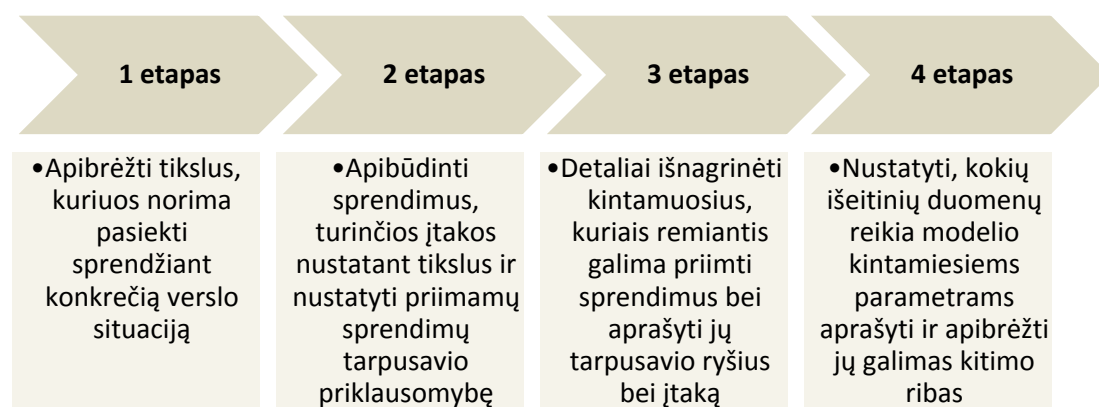 1 etapas
2 etapas
3 etapas
4 etapas
•Apibrėžti tikslus,
kuriuos norima
pasiekti
sprendžiant
konkrečią verslo
situaciją
•Apibūdinti
sprendimus,
turinčios įtakos
nustatant tikslus ir
nustatyti priimamų
sprendimų
tarpusavio
priklausomybę
•Detaliai išnagrinėti
kintamuosius,
kuriais remiantis
galima priimti
sprendimus bei
aprašyti jų
tarpusavio ryšius
bei įtaką
•Nustatyti, kokių
išeitinių duomenų
reikia modelio
kintamiesiems
parametrams
aprašyti ir apibrėžti
jų galimas kitimo
ribas